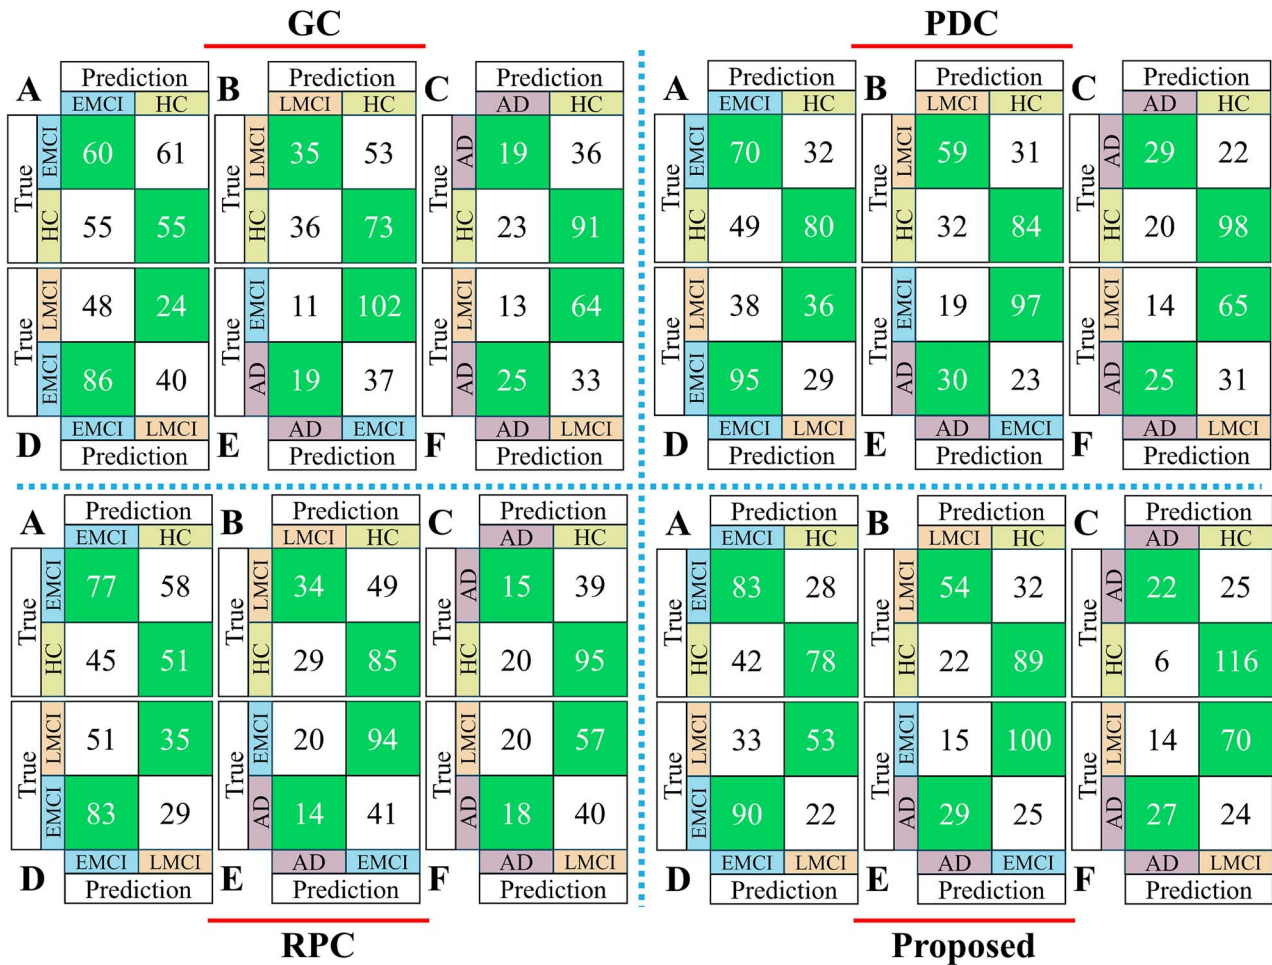 GC
PDC
A Prediction B Prediction C Prediction
EMCI HC LMCI HC AD HC
True EMCI 60 61 LMCI 35 53 AD 19 36
HC 55 55 HC 36 73 HC 23 91
True LMCI 48 24 True EMCI 11 102 True LMCI 13 64
EMCI 86 40 AD 19 37 AD 25 33
EMCI LMCI AD EMCI AD LMCI
D Prediction E Prediction F Prediction
A Prediction B Prediction C Prediction
EMCI HC LMCI HC AD HC
True EMCI 70 32 True LMCI 59 31 True AD 29 22
HC 49 80 HC 32 84 HC 20 98
True LMCI 38 36 True EMCI 19 97 True LMCI 14 65
EMCI 95 29 AD 30 23 AD 25 31
EMCI LMCI AD EMCI AD LMCI
D Prediction E Prediction F Prediction
A Prediction B Prediction C Prediction
EMCI HC LMCI HC AD HC
True EMCI 77 58 True LMCI 34 49 True AD 15 39
HC 45 51 HC 29 85 HC 20 95
True LMCI 51 35 True EMCI 20 94 True LMCI 20 57
EMCI 83 29 AD 14 41 AD 18 40
EMCI LMCI AD EMCI AD LMCI
D Prediction E Prediction F Prediction
RPC
A Prediction B Prediction C Prediction
EMCI HC LMCI HC AD HC
True EMCI 83 28 True LMCI 54 32 True AD 22 25
HC 42 78 HC 22 89 HC 6 116
True LMCI 33 53 True EMCI 15 100 True LMCI 14 70
EMCI 90 22 AD 29 25 AD 27 24
EMCI LMCI AD EMCI AD LMCI
D Prediction E Prediction F Prediction
Proposed